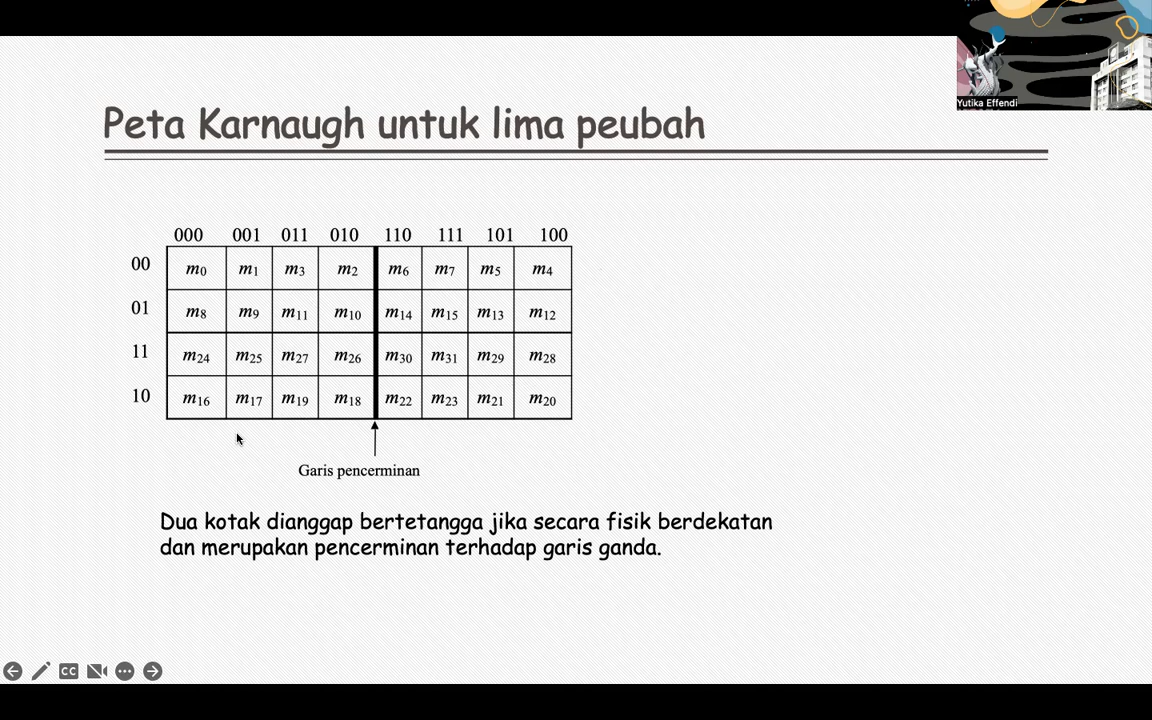 Yutika Effendi
Peta Karnaugh untuk lima peubah
000 001 011 010 110 111 101 100
00 m0 m1 m3 m2 m6 m7 m5 m4
01 m8 m9 m11 m10 m14 m15 m13 m12
11 m24 m25 m27 m26 m30 m31 m29 m28
10 m16 m17 m19 m18 m22 m23 m21 m20
Garis pencerminan
Dua kotak dianggap bertetangga jika secara fisik berdekatan
dan merupakan pencerminan terhadap garis ganda.
CC